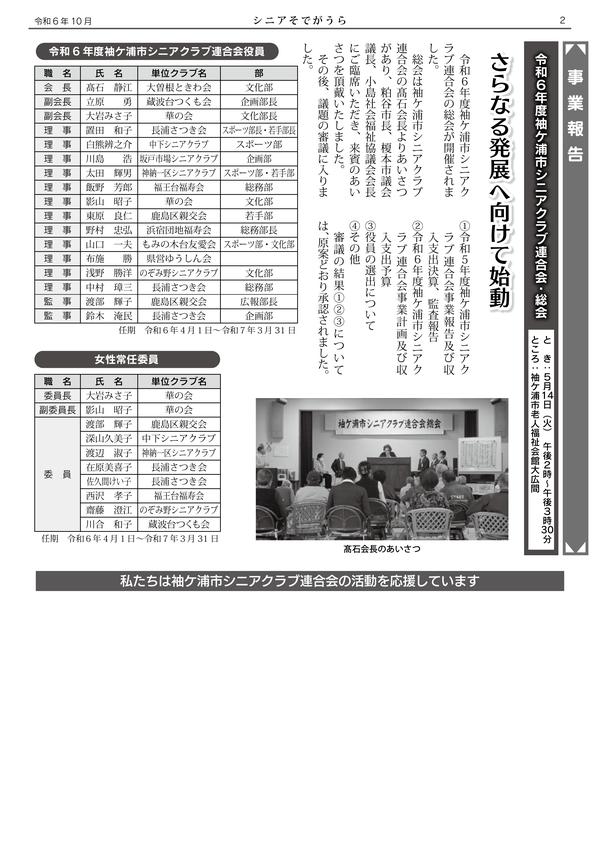 令和６年10月
シニアそでがうら
2
事業報告
令和６年度袖ケ浦市シニアクラブ連合会・総会
と　き：５月14日（火）午後２時～午後３時30分
ところ：袖ケ浦市老人福祉会館大広間
さらなる発展へ向けて始動
令和６年度袖ケ浦市シニアク
ラブ連合会の総会が開催されま
した。
総会は袖ケ浦市シニアクラブ
連合会の髙石会長よりあいさつ
があり、粕谷市長、榎本市議会
議長、小島社会福祉協議会会長
にご臨席いただき、来賓のあい
さつを頂戴いたしました。
その後、議題の審議に入りま
した。
①令和５年度袖ケ浦市シニアク
ラブ連合会事業報告及び収
入支出決算、監査報告
②令和６年度袖ケ浦市シニアク
ラブ連合会事業計画及び収
入支出予算
③役員の選出について
④その他
審議の結果①②③について
は、原案どおり承認されました。
令和６年度袖ケ浦市シニアクラブ連合会役員
職　名　氏　名　単位クラブ名　部
会　長　髙石　静江　大曽根ときわ会　文化部
副会長　立原　勇　蔵波台つくも会　企画部長
副会長　大岩みさ子　華の会　文化部長
理　事　置田　和子　長浦さつき会　スポーツ部長・若手部長
理　事　白熊辨之介　中下シニアクラブ　スポーツ部
理　事　川島　浩　坂戸市場シニアクラブ　企画部
理　事　太田　輝男　神納一区シニアクラブ　スポーツ部・若手部
理　事　飯野　芳郎　福王台福寿会　総務部
理　事　影山　昭子　華の会　文化部
理　事　東原　良仁　鹿島区親交会　若手部
理　事　野村　忠弘　浜宿団地福寿会　総務部長
理　事　山口　一夫　もみの木台友愛会　スポーツ部・文化部
理　事　布施　勝　県営ゆうしん会
理　事　浅野　勝洋　のぞみ野シニアクラブ　文化部
理　事　中村　璋三　長浦さつき会　総務部
監　事　渡部　輝子　鹿島区親交会　広報部長
監　事　鈴木　淹民　長浦さつき会　企画部
任期　令和６年４月１日～令和７年３月31日
女性常任委員
職　名　氏　名　単位クラブ名
委員長　大岩みさ子　華の会
副委員長　影山　昭子　華の会
委　員　渡部　輝子　鹿島区親交会
深山久美子　中下シニアクラブ
渡辺　淑子　神納一区シニアクラブ
在原美喜子　長浦さつき会
佐久間けい子　長浦さつき会
西沢　孝子　福王台福寿会
齋藤　澄江　のぞみ野シニアクラブ
川合　和子　蔵波台つくも会
任期　令和６年４月１日～令和７年３月31日
袖ケ浦市シニアクラブ連合会総会
髙石会長のあいさつ
私たちは袖ケ浦市シニアクラブ連合会の活動を応援しています